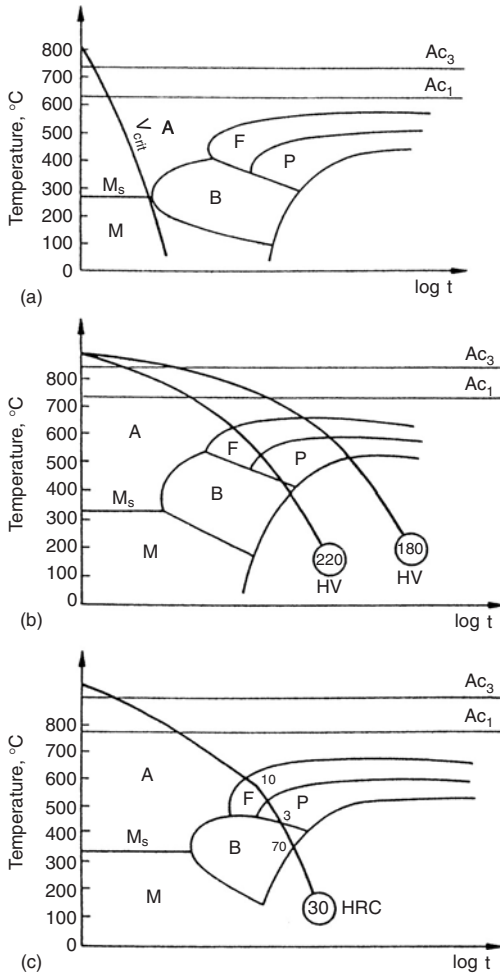 Temperature, °C
800
700
600
500
400
300
200
100
0
Ac3
Ac1
Vcrit
A
F
P
B
Ms
M
log t
(a)
Temperature, °C
800
700
600
500
400
300
200
100
0
Ac3
Ac1
A
F
P
B
Ms
M
220
HV
180
HV
log t
(b)
Temperature, °C
800
700
600
500
400
300
200
100
0
Ac3
Ac1
A
10
F
P
3
Ms
B
70
M
30 HRC
log t
(c)